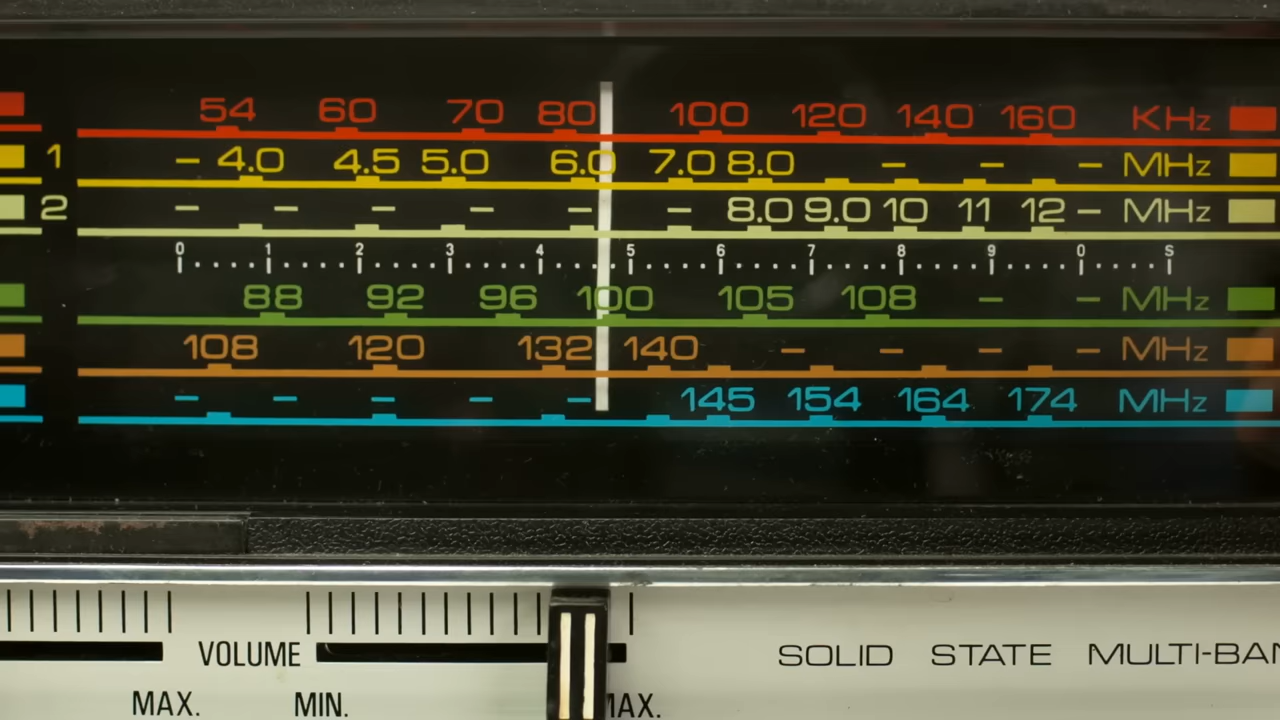 54 60 70 80 100 120 140 160 KHz
1 – 4.0 4.5 5.0 6.0 7.0 8.0 – – – MHz
2 – – – – – – 8.0 9.0 10 11 12 – MHz
0 1 2 3 4 5 6 7 8 9 0 S
88 92 96 100 105 108 – – MHz
108 120 132 140 – – – – MHz
– – – – – 145 154 164 174 MHz
VOLUME SOLID STATE MULTI-BAN
MAX. MIN. MAX.